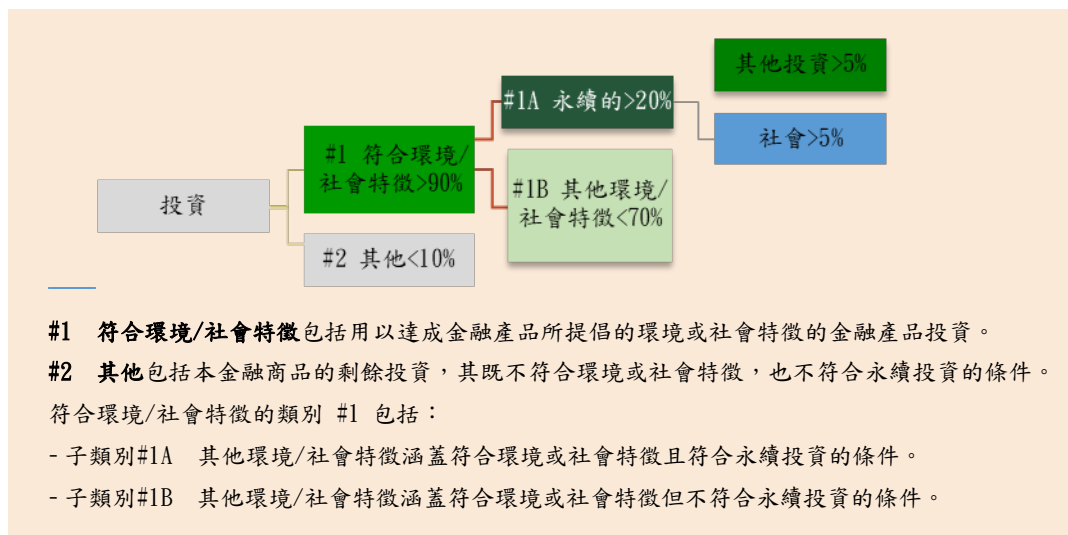 其他投資>5%
#1A 永續的>20%
社會>5%
#1 符合環境/
社會特徵>90%
#1B 其他環境/
社會特徵<70%
投資
#2 其他<10%
#1 符合環境/社會特徵包括用以達成金融產品所提倡的環境或社會特徵的金融產品投資。
#2 其他包括本金融商品的剩餘投資，其既不符合環境或社會特徵，也不符合永續投資的條件。
符合環境/社會特徵的類別 #1 包括：
- 子類別#1A 其他環境/社會特徵涵蓋符合環境或社會特徵且符合永續投資的條件。
- 子類別#1B 其他環境/社會特徵涵蓋符合環境或社會特徵但不符合永續投資的條件。